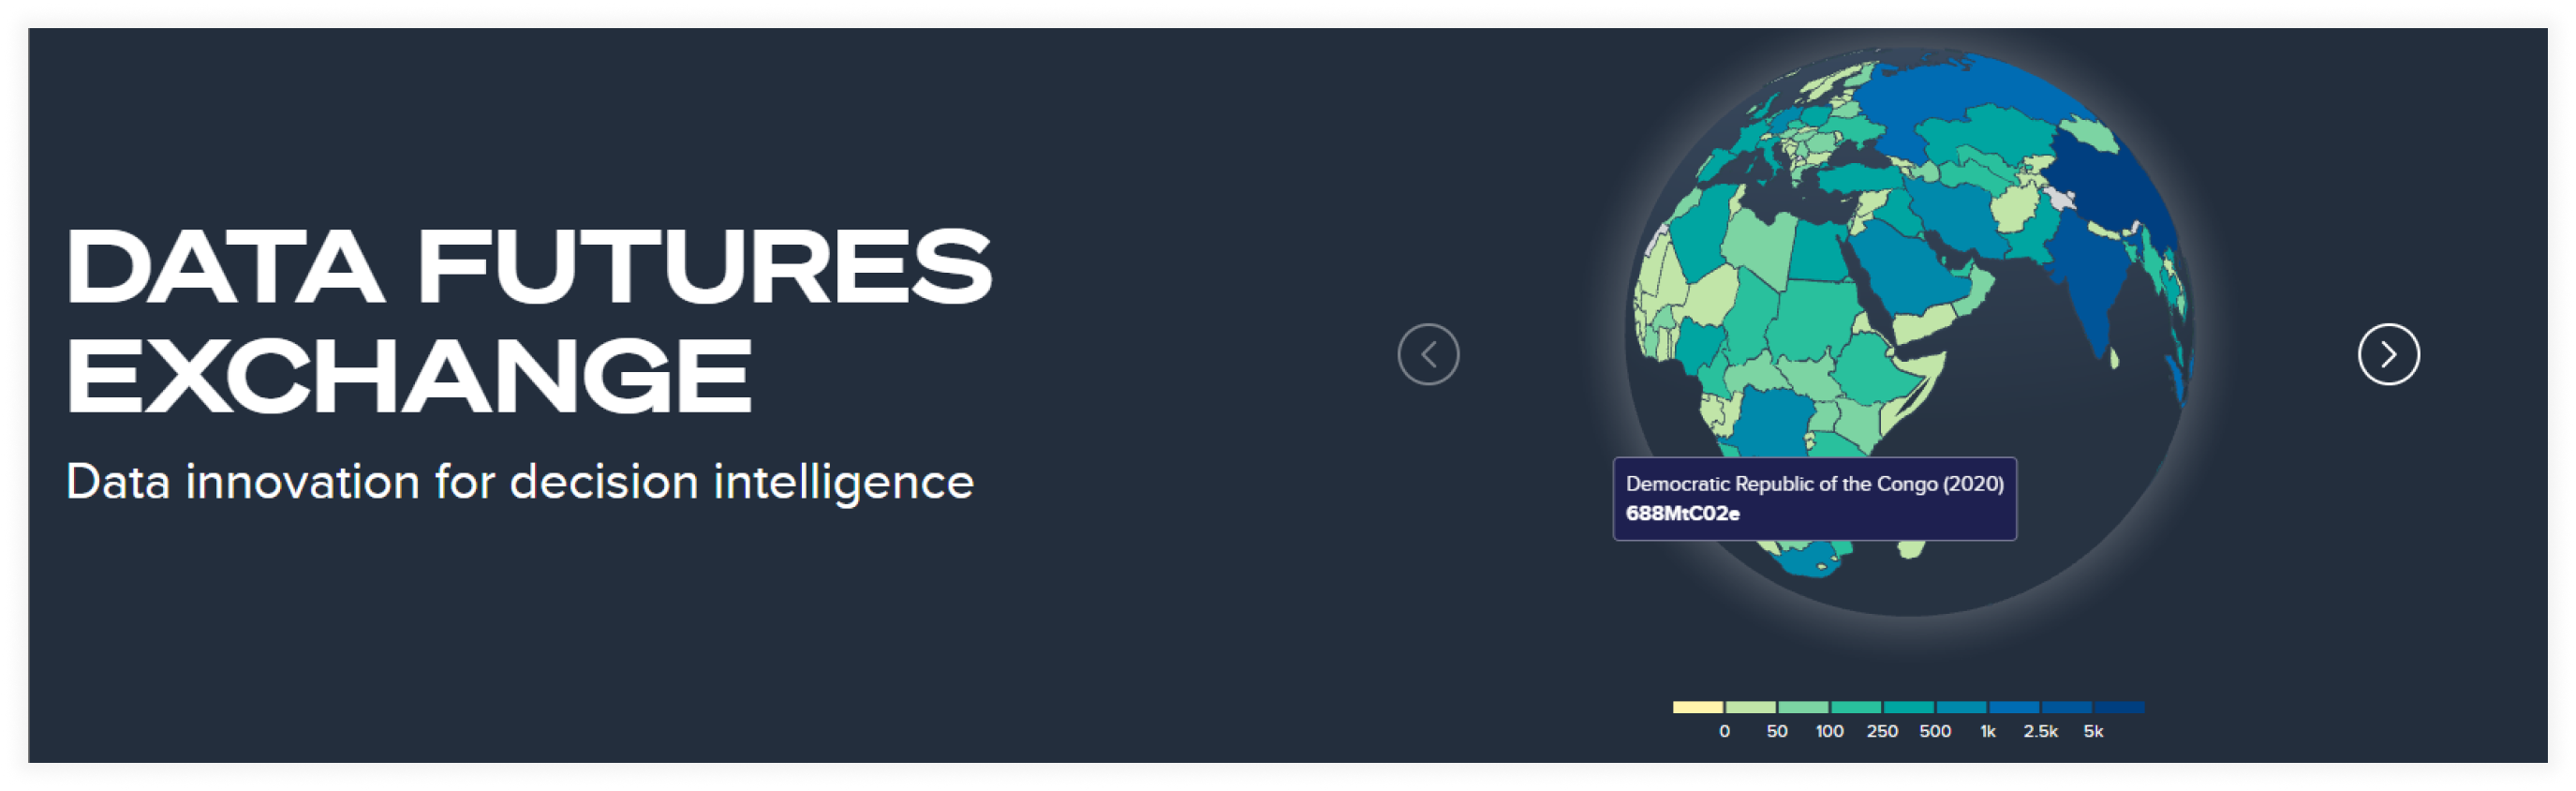 DATA FUTURES
EXCHANGE
Data innovation for decision intelligence
Democratic Republic of the Congo (2020)
688MtC02e
0 50 100 250 500 1k 2.5k 5k